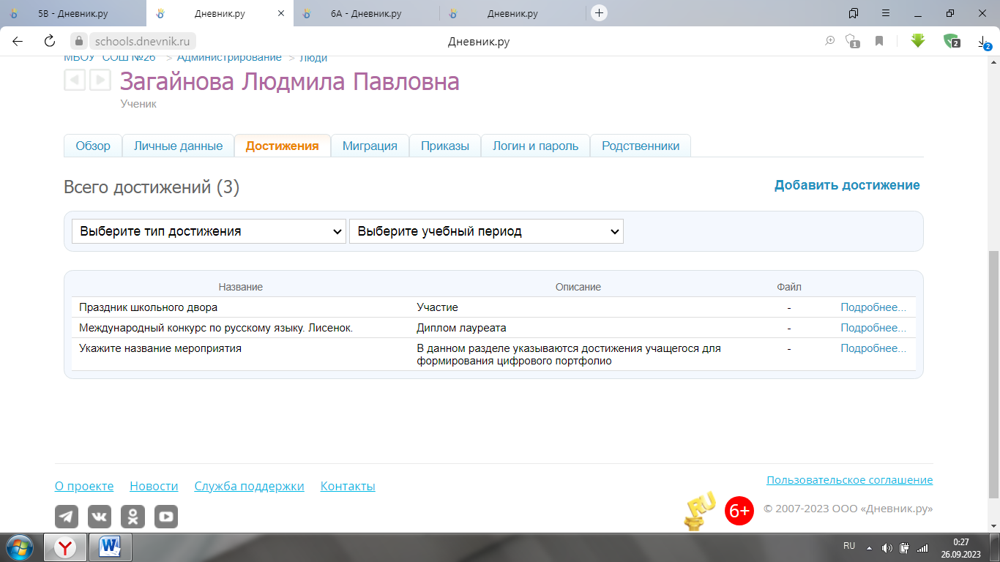 5В - Дневник.ру
Дневник.ру
6А - Дневник.ру
Дневник.ру
schools.dnevnik.ru
Дневник.ру
1
2
2
МБОУ "СОШ №26" > Администрирование > Люди
Загайнова Людмила Павловна
Ученик
Обзор
Личные данные
Достижения
Миграция
Приказы
Логин и пароль
Родственники
Всего достижений (3)
Добавить достижение
Выберите тип достижения
Выберите учебный период
Название
Описание
Файл
Праздник школьного двора
Участие
-
Подробнее...
Международный конкурс по русскому языку. Лисенок.
Диплом лауреата
-
Подробнее...
Укажите название мероприятия
В данном разделе указываются достижения учащегося для
формирования цифрового портфолио
-
Подробнее...
О проекте
Новости
Служба поддержки
Контакты
Пользовательское соглашение
RU
6+
© 2007-2023 ООО «Дневник.ру»
RU
0:27
26.09.2023